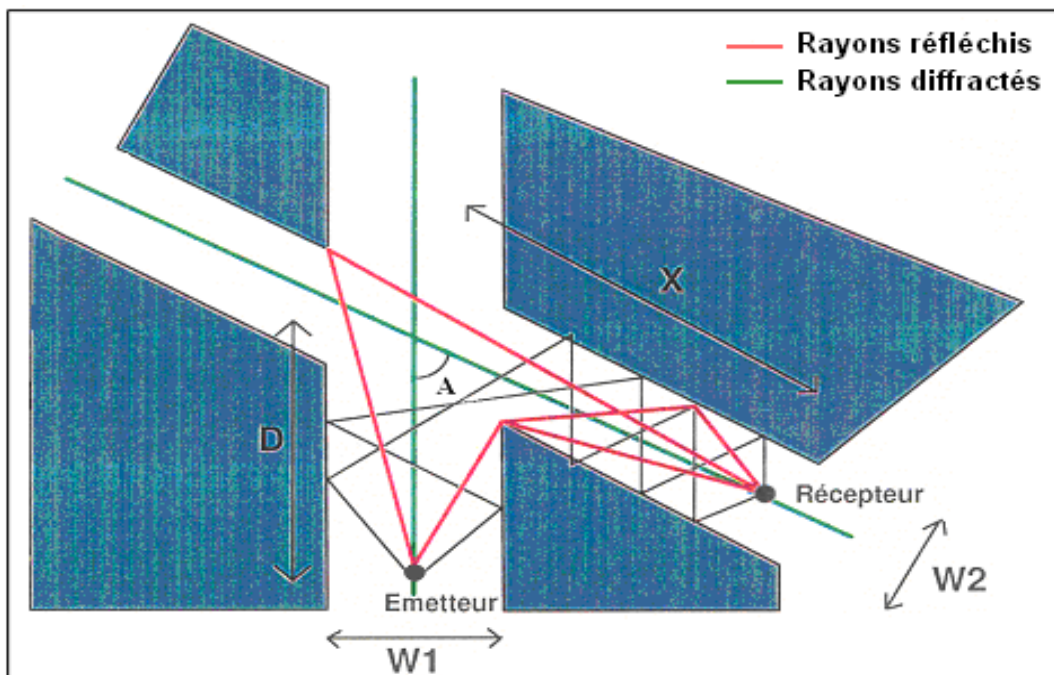 Rayons réfléchis
Rayons diffractés
X
A
D
Récepteur
Emetteur
W2
W1